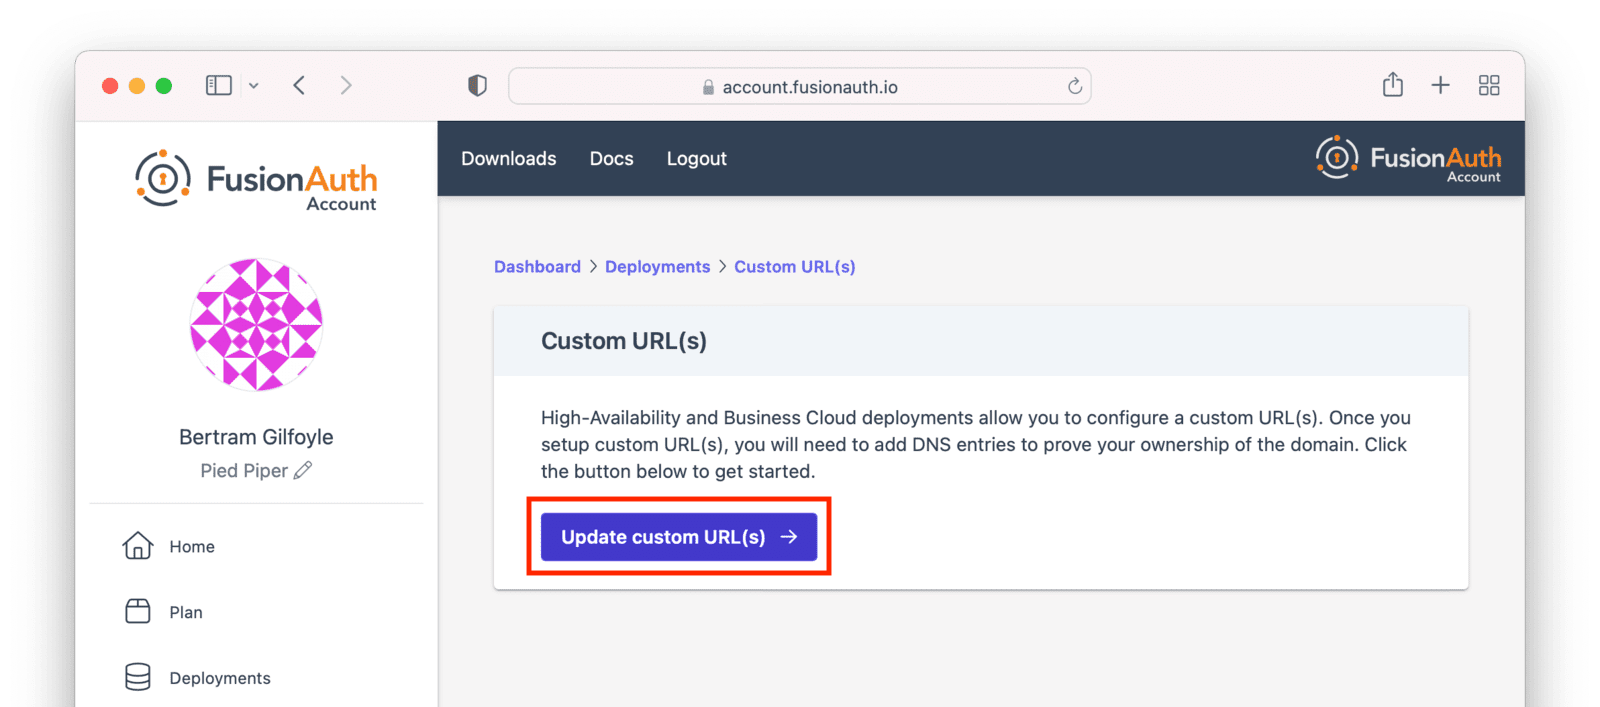 account.fusionauth.io
FusionAuth
Account
Downloads Docs Logout
FusionAuth
Account
Bertram Gilfoyle
Pied Piper
Home
Plan
Deployments
Dashboard > Deployments > Custom URL(s)
Custom URL(s)
High-Availability and Business Cloud deployments allow you to configure a custom URL(s). Once you
setup custom URL(s), you will need to add DNS entries to prove your ownership of the domain. Click
the button below to get started.
Update custom URL(s) →